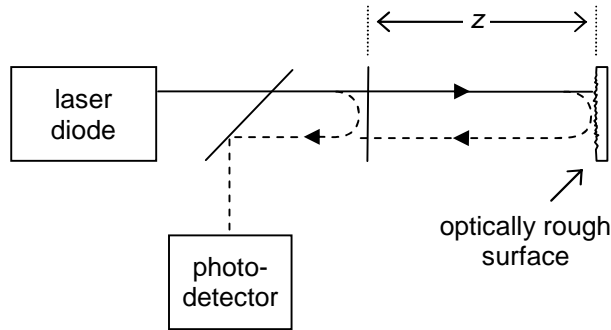 z
laser
diode
optically rough
surface
photo-
detector